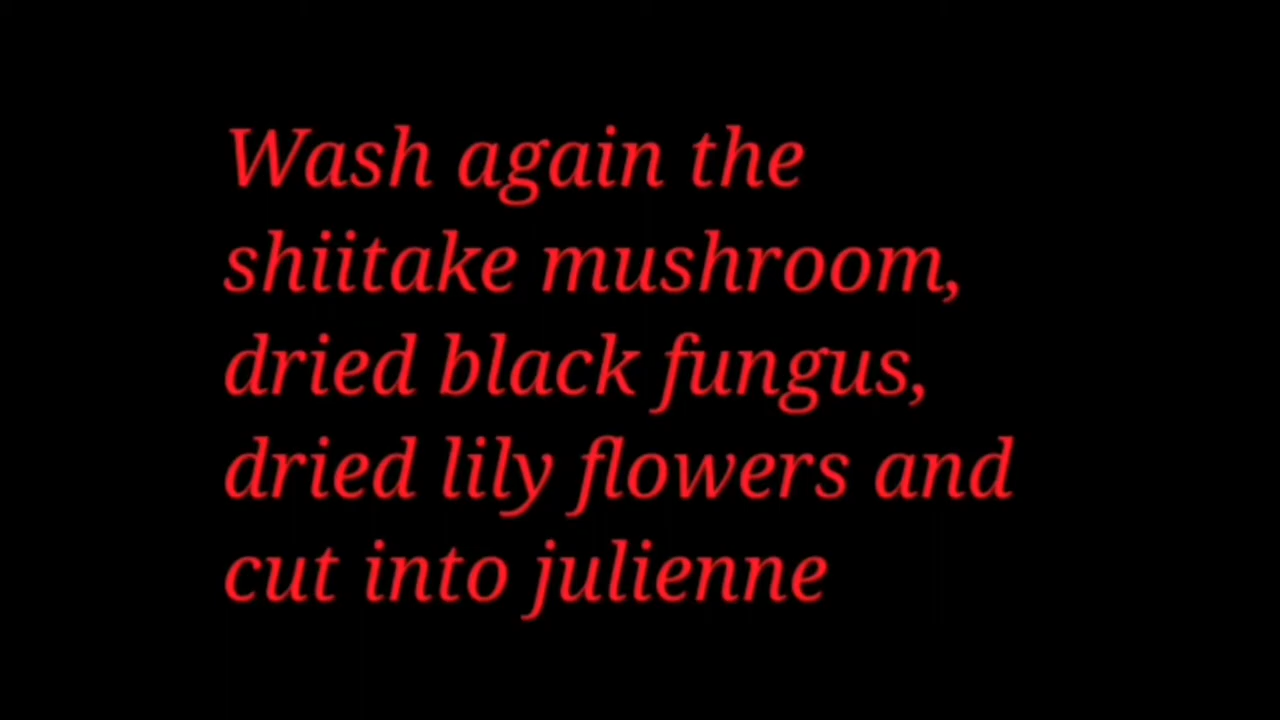 Wash again the
shiitake mushroom,
dried black fungus,
dried lily flowers and
cut into julienne